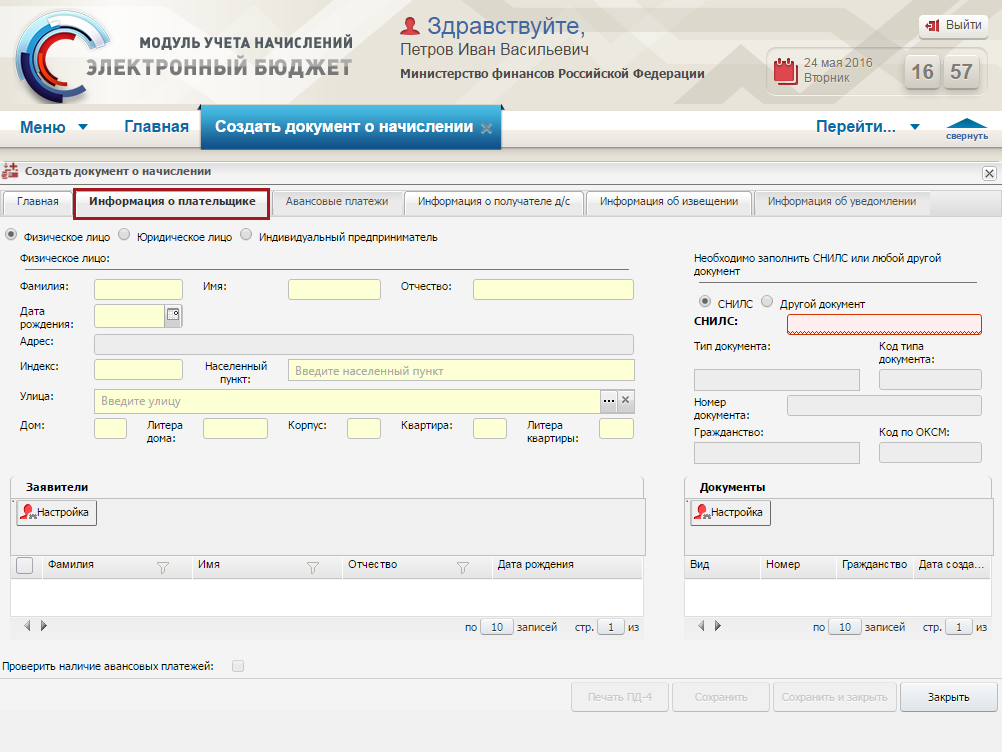 МОДУЛЬ УЧЕТА НАЧИСЛЕНИЙ
ЭЛЕКТРОННЫЙ БЮДЖЕТ
Здравствуйте,
Петров Иван Васильевич
Министерство финансов Российской Федерации
Выйти
24 мая 2016
Вторник
16 57
Меню Главная Создать документ о начислении Перейти... свернуть
Создать документ о начислении
Главная Информация о плательщике Авансовые платежи Информация о получателе д/с Информация об извещении Информация об уведомлении
Физическое лицо Юридическое лицо Индивидуальный предприниматель
Физическое лицо:
Фамилия: Имя: Отчество:
Дата
рождения:
Адрес:
Индекс: Населенный
пункт: Введите населенный пункт
Улица: Введите улицу ...
Дом: Литера
дома: Корпус: Квартира: Литера
квартиры:
Необходимо заполнить СНИЛС или любой другой
документ
СНИЛС Другой документ
СНИЛС:
Тип документа: Код типа
документа:
Номер
документа:
Гражданство: Код по ОКСМ:
Заявители
Настройка
Фамилия Имя Отчество Дата рождения
по 10 записей стр. 1 из
Документы
Настройка
Вид Номер Гражданство Дата созда...
по 10 записей стр. 1 из
Проверить наличие авансовых платежей:
Печать ПД-4 Сохранить Сохранить и закрыть Закрыть